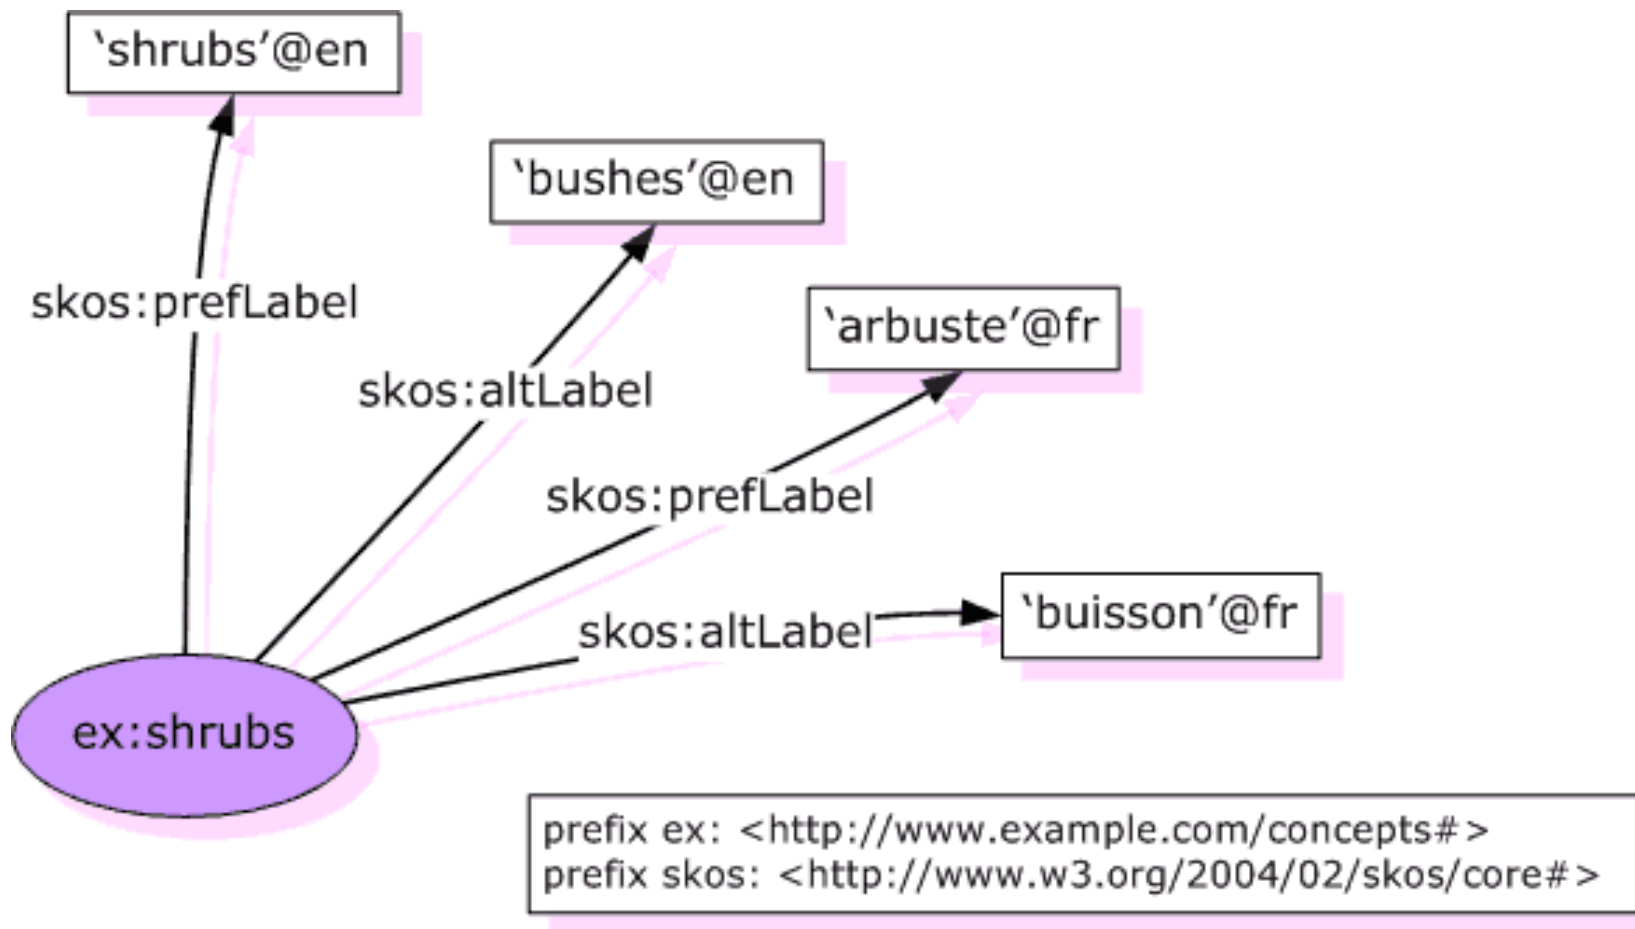 ‘shrubs’@en
‘bushes’@en
skos:prefLabel
‘arbuste’@fr
skos:altLabel
skos:prefLabel
‘buisson’@fr
skos:altLabel
ex:shrubs
prefix ex: <http://www.example.com/concepts#>
prefix skos: <http://www.w3.org/2004/02/skos/core#>